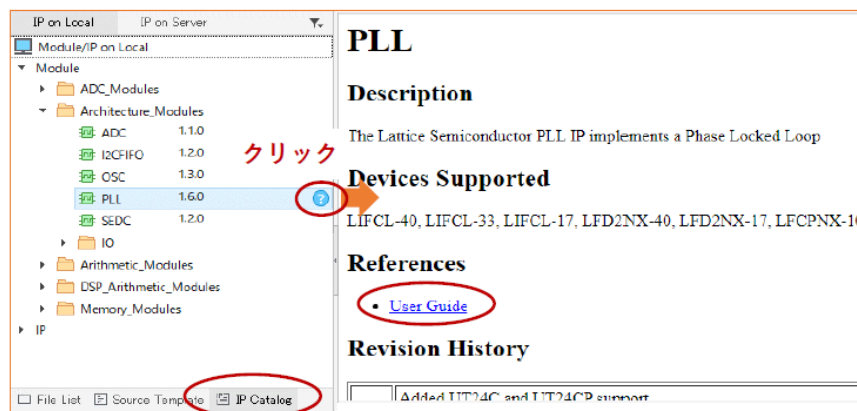 IP on Local IP on Server
Module/IP on Local
Module
ADC_Modules
Architecture_Modules
ADC 1.1.0
I2CFIFO 1.2.0
OSC 1.3.0
PLL 1.6.0
SEDC 1.2.0
IO
Arithmetic_Modules
DSP_Arithmetic_Modules
Memory_Modules
IP
File List Source Template IP Catalog
クリック
PLL
Description
The Lattice Semiconductor PLL IP implements a Phase Locked Loop
Devices Supported
LIFCL-40, LIFCL-33, LIFCL-17, LFD2NX-40, LFD2NX-17, LFCPNX-10
References
User Guide
Revision History
Added UT24C and UT24CP support